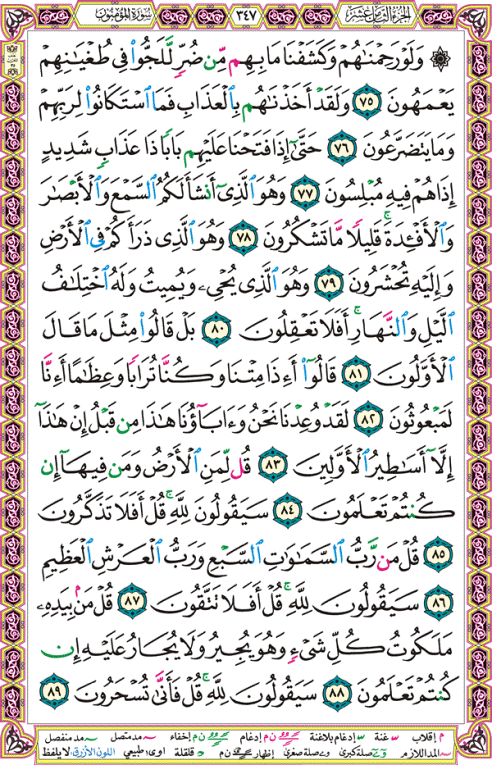 سورة المؤمنون ٣٤٧ الجزء الثامن عشر
۞ وَلَوْ رَحِمْنَٰهُمْ وَكَشَفْنَا مَا بِهِم مِّن ضُرٍّ لَّلَجُّوا۟ فِى طُغْيَٰنِهِمْ
يَعْمَهُونَ ٧٥ وَلَقَدْ أَخَذْنَٰهُم بِٱلْعَذَابِ فَمَا ٱسْتَكَانُوا۟ لِرَبِّهِمْ
وَمَا يَتَضَرَّعُونَ ٧٦ حَتَّىٰٓ إِذَا فَتَحْنَا عَلَيْهِم بَابًا ذَا عَذَابٍ شَدِيدٍ
إِذَا هُمْ فِيهِ مُبْلِسُونَ ٧٧ وَهُوَ ٱلَّذِىٓ أَنشَأَ لَكُمُ ٱلسَّمْعَ وَٱلْأَبْصَٰرَ
وَٱلْأَفْـِٔدَةَ ۚ قَلِيلًا مَّا تَشْكُرُونَ ٧٨ وَهُوَ ٱلَّذِى ذَرَأَكُمْ فِى ٱلْأَرْضِ
وَإِلَيْهِ تُحْشَرُونَ ٧٩ وَهُوَ ٱلَّذِى يُحْىِۦ وَيُمِيتُ وَلَهُ ٱخْتِلَٰفُ
ٱلَّيْلِ وَٱلنَّهَارِ ۚ أَفَلَا تَعْقِلُونَ ٨٠ بَلْ قَالُوا۟ مِثْلَ مَا قَالَ
ٱلْأَوَّلُونَ ٨١ قَالُوٓا۟ أَءِذَا مِتْنَا وَكُنَّا تُرَابًا وَعِظَٰمًا أَءِنَّا
لَمَبْعُوثُونَ ٨٢ لَقَدْ وُعِدْنَا نَحْنُ وَءَابَآؤُنَا هَٰذَا مِن قَبْلُ إِنْ هَٰذَآ
إِلَّآ أَسَٰطِيرُ ٱلْأَوَّلِينَ ٨٣ قُل لِّمَنِ ٱلْأَرْضُ وَمَن فِيهَآ إِن
كُنتُمْ تَعْلَمُونَ ٨٤ سَيَقُولُونَ لِلَّهِ ۚ قُلْ أَفَلَا تَذَكَّرُونَ
٨٥ قُلْ مَن رَّبُّ ٱلسَّمَٰوَٰتِ ٱلسَّبْعِ وَرَبُّ ٱلْعَرْشِ ٱلْعَظِيمِ
٨٦ سَيَقُولُونَ لِلَّهِ ۚ قُلْ أَفَلَا تَتَّقُونَ ٨٧ قُلْ مَنۢ بِيَدِهِۦ
مَلَكُوتُ كُلِّ شَىْءٍ وَهُوَ يُجِيرُ وَلَا يُجَارُ عَلَيْهِ إِن
كُنتُمْ تَعْلَمُونَ ٨٨ سَيَقُولُونَ لِلَّهِ ۚ قُلْ فَأَنَّىٰ تُسْحَرُونَ ٨٩
م إقلاب غنة إدغام بلاغنة ن م إدغام ن م إخفاء مد متصل مد منفصل
المد اللازم صلة كبرى وصلة صغرى إظهار ن م قلقلة اوى طبيعي اللون الأزرق لا يلفظ